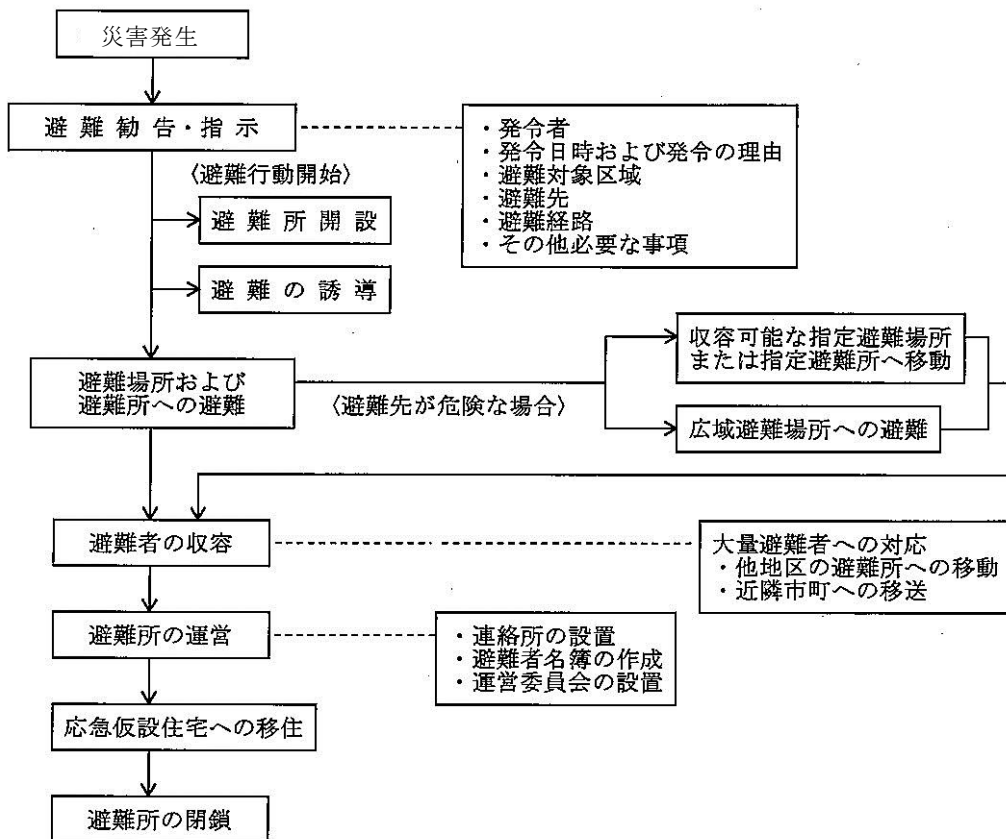 災害発生
避難勧告・指示
・発令者
・発令日時および発令の理由
・避難対象区域
・避難先
・避難経路
・その他必要な事項
〈避難行動開始〉
避難所開設
避難の誘導
避難場所および
避難所への避難
〈避難先が危険な場合〉
収容可能な指定避難場所
または指定避難所へ移動
広域避難場所への避難
避難者の収容
大量避難者への対応
・他地区の避難所への移動
・近隣市町への移送
避難所の運営
・連絡所の設置
・避難者名簿の作成
・運営委員会の設置
応急仮設住宅への移住
避難所の閉鎖